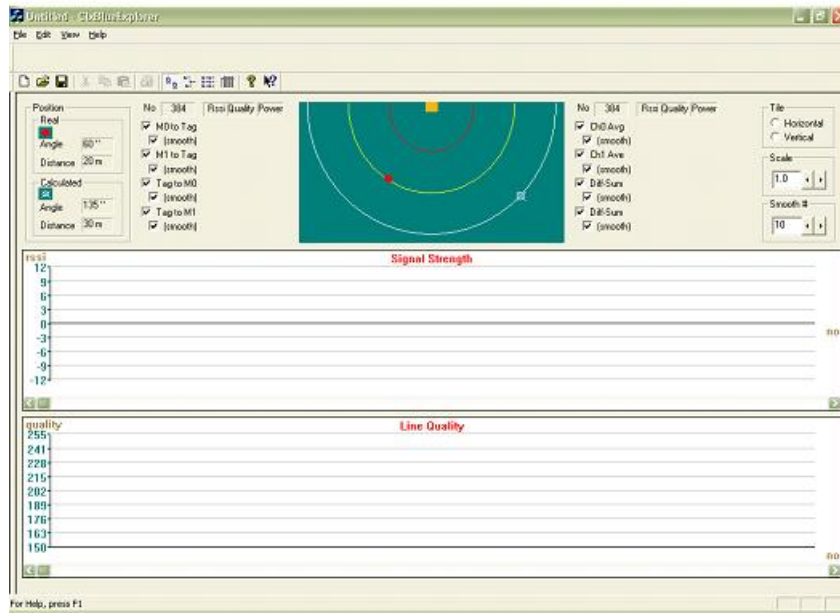 Untitled - CbBlueExplorer
File Edit View Help
Position
Real
Angle 60°
Distance 20 m
Calculated
Angle 135°
Distance 30 m
No 384 Rssi Quality Power
M0 to Tag
(smooth)
M1 to Tag
(smooth)
Tag to M0
(smooth)
Tag to M1
(smooth)
No 384 Rssi Quality Power
Ch0 Avg
(smooth)
Ch1 Ave
(smooth)
Diff-Sum
(smooth)
Diff-Sum
(smooth)
Tile
Horizontal
Vertical
Scale
1.0
Smooth #
10
rssi
Signal Strength
12
9
6
3
0
-3
no
-6
-9
-12
quality
Line Quality
255
241
228
215
202
189
176
163
150
no
For Help, press F1